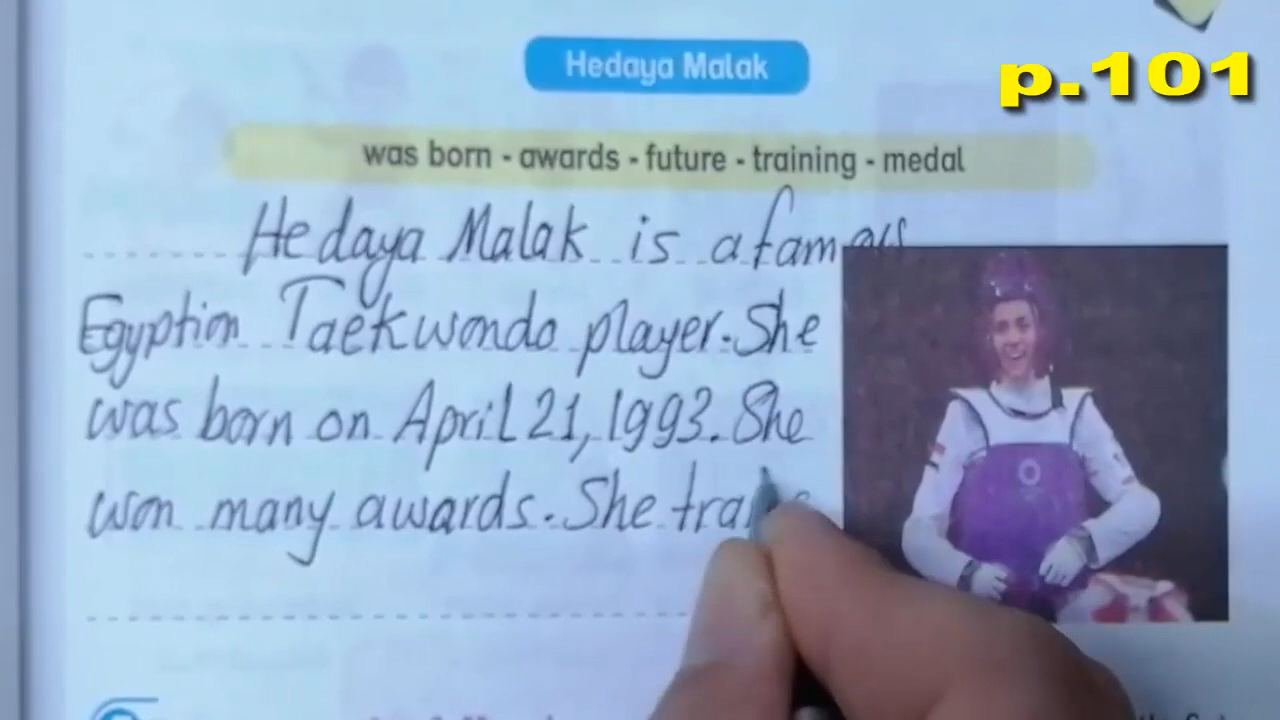 Hedaya Malak
p.101
was born - awards - future - training - medal
Hedaya Malak is a famous
Egyption Taekwondo player. She
was born on April 21, 1993. She
won many awards. She trains